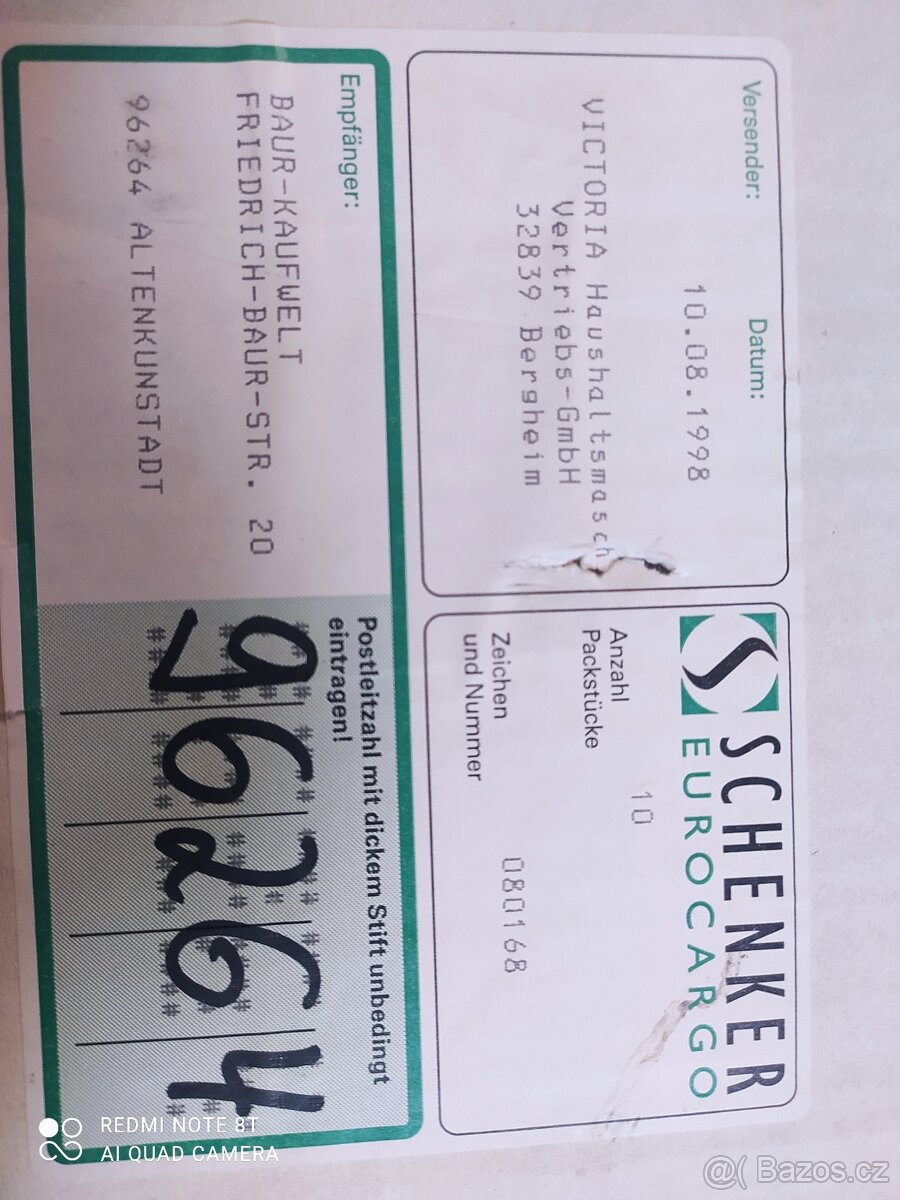 Versender:
Datum:
10.08.1998
VICTORIA Haushaltsmasch
Vertriebs-GmbH
32839 Bergheim
SCHENKER
EUROCARGO
Anzahl
Packstücke
10
Zeichen
und Nummer
080168
Empfänger:
BAUR-KAUFWELT
FRIEDRICH-BAUR-STR. 20
96264 ALTENKUNSTADT
Postleitzahl mit dickem Stift unbedingt
eintragen!
96264
REDMI NOTE 8T
AI QUAD CAMERA
@( Bazos.cz